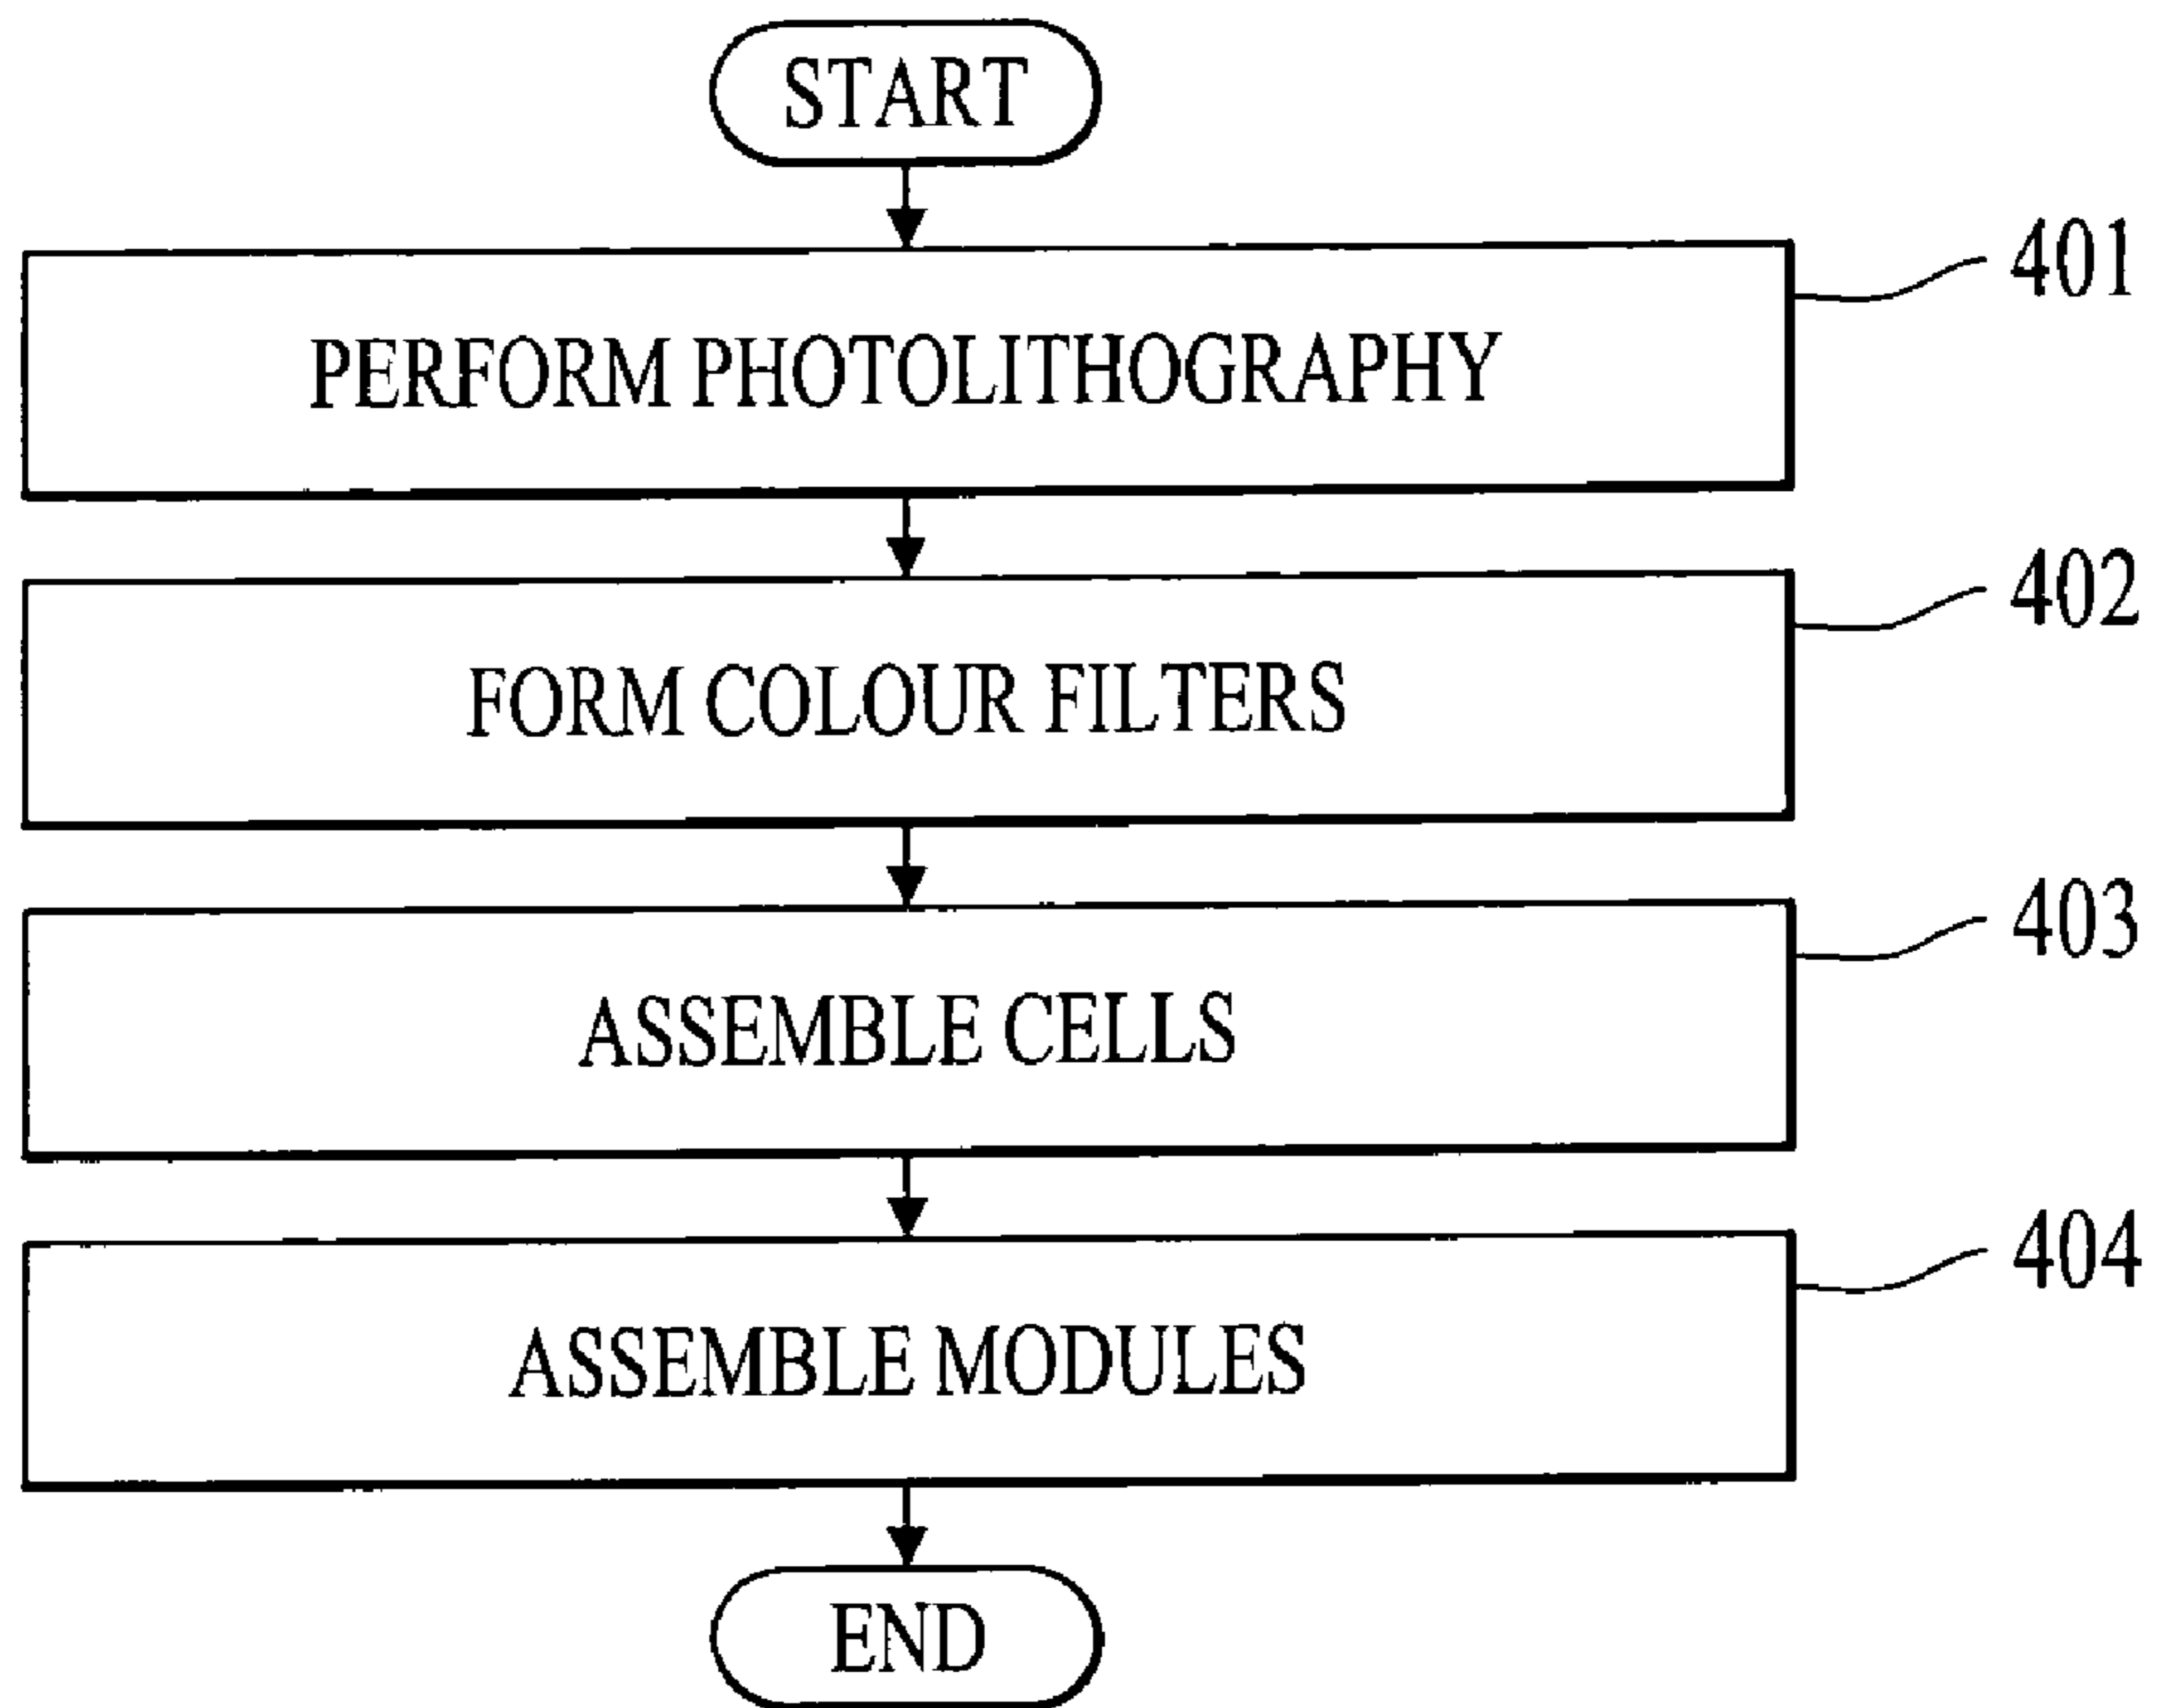 START
PERFORM PHOTOLITHOGRAPHY
401
FORM COLOUR FILTERS
402
ASSEMBLE CELLS
403
ASSEMBLE MODULES
404
END